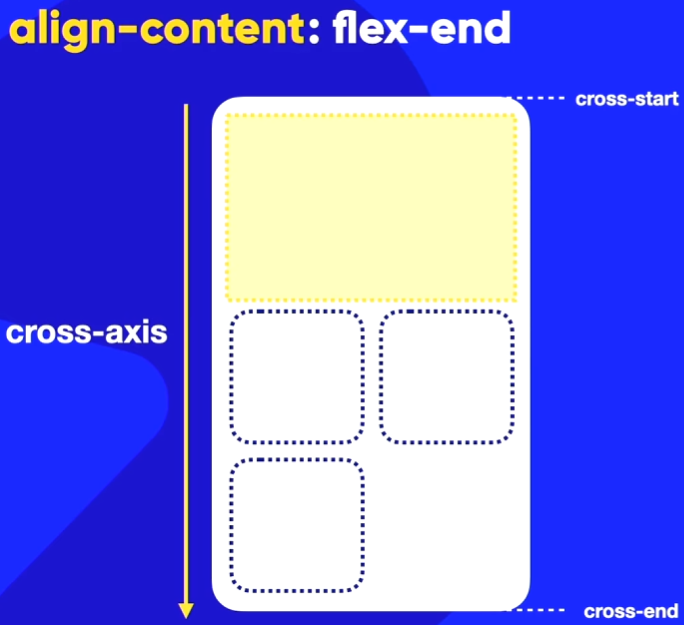 align-content: flex-end
cross-start
cross-axis
cross-end